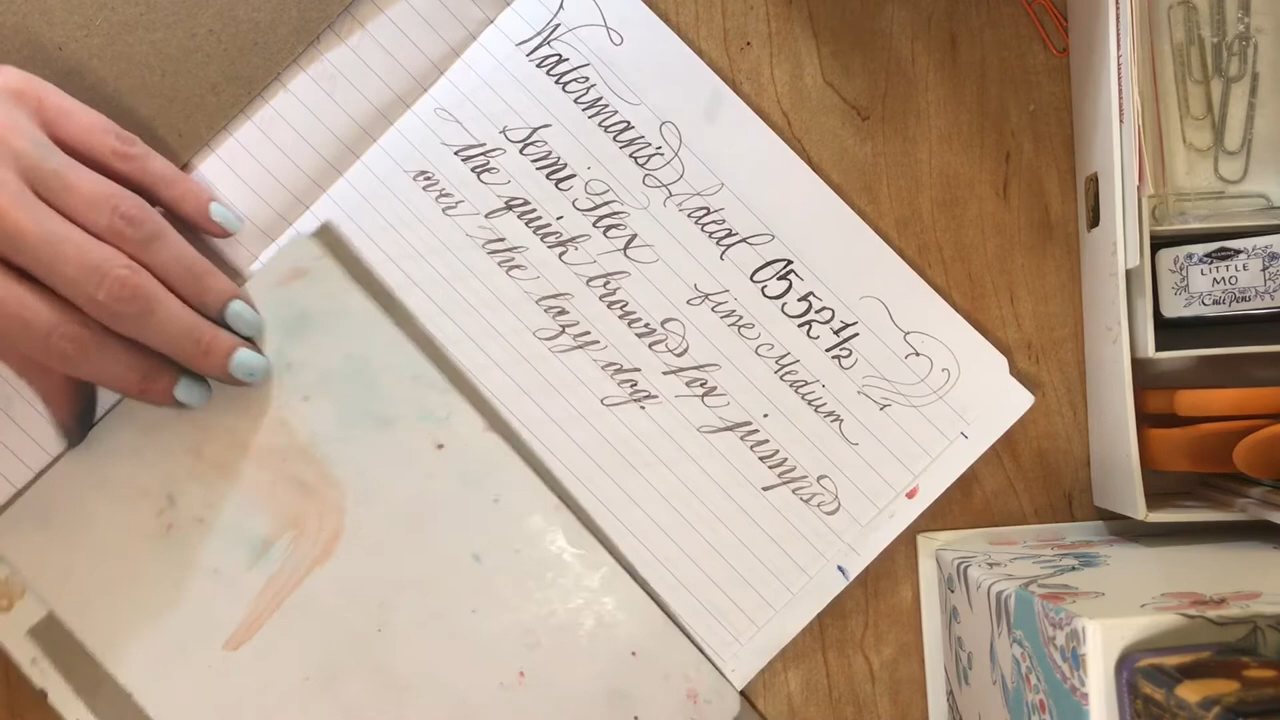 Waterman's Ideal 0552½
Semi Flex fine Medium
the quick brown fox jumps
over the lazy dog.
LITTLE
MO
Cult Pens
University